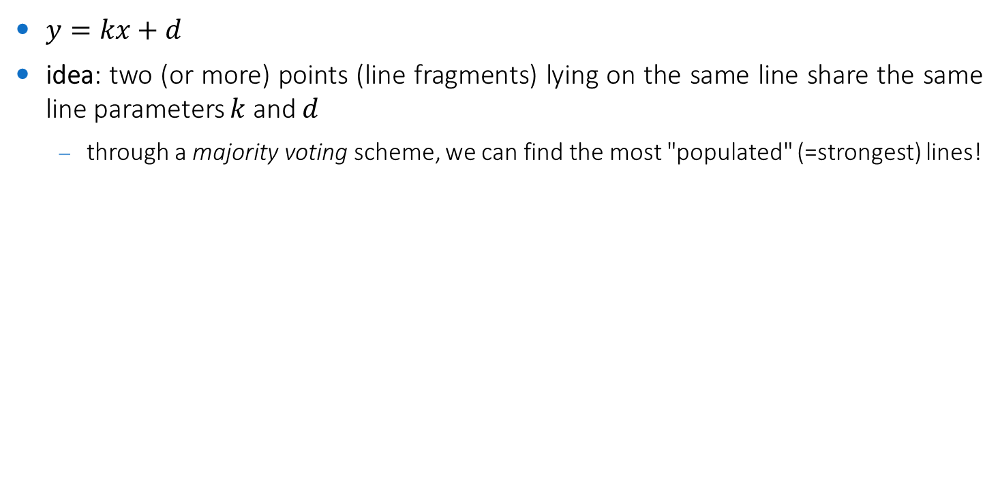 • y = kx + d
• idea: two (or more) points (line fragments) lying on the same line share the same
line parameters k and d
– through a majority voting scheme, we can find the most "populated" (=strongest) lines!